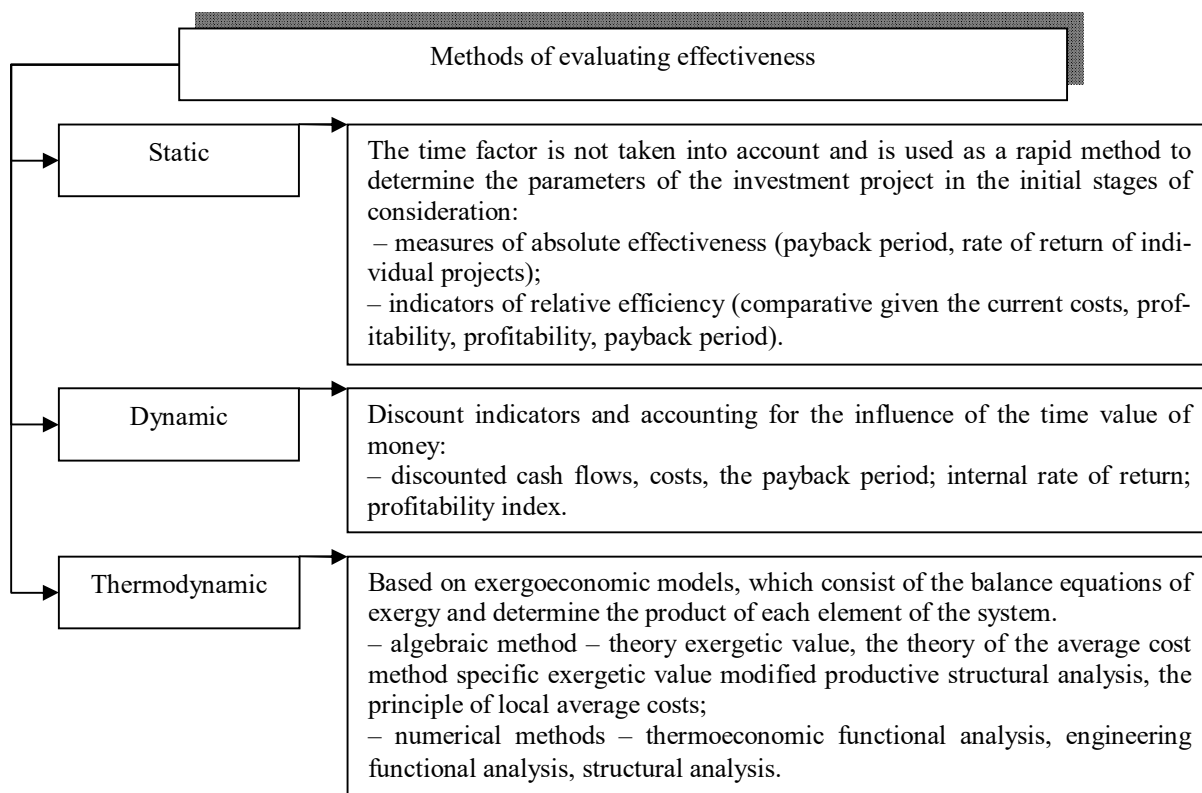 Methods of evaluating effectiveness
Static
The time factor is not taken into account and is used as a rapid method to
determine the parameters of the investment project in the initial stages of
consideration:
– measures of absolute effectiveness (payback period, rate of return of indi-
vidual projects);
– indicators of relative efficiency (comparative given the current costs, prof-
itability, profitability, payback period).
Dynamic
Discount indicators and accounting for the influence of the time value of
money:
– discounted cash flows, costs, the payback period; internal rate of return;
profitability index.
Thermodynamic
Based on exergoeconomic models, which consist of the balance equations of
exergy and determine the product of each element of the system.
– algebraic method – theory exergetic value, the theory of the average cost
method specific exergetic value modified productive structural analysis, the
principle of local average costs;
– numerical methods – thermoeconomic functional analysis, engineering
functional analysis, structural analysis.